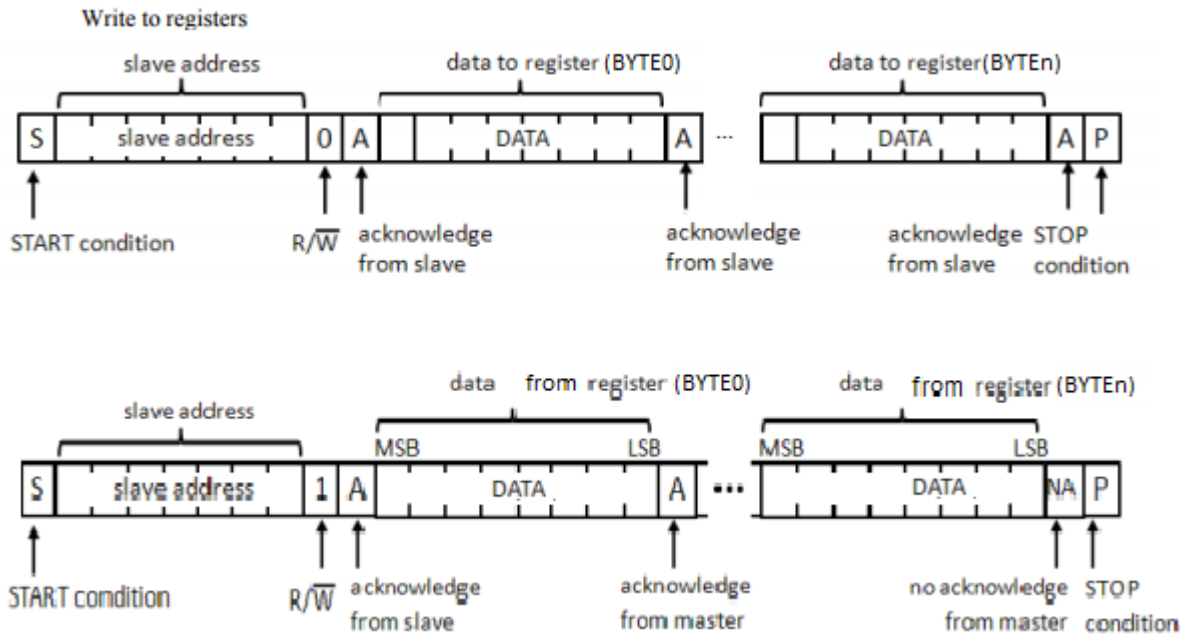 Write to registers
slave address
data to register (BYTE0)
data to register(BYTEn)
S slave address 0 A DATA A ... DATA A P
START condition
R/W̅
acknowledge
from slave
acknowledge
from slave
acknowledge
from slave
STOP
condition
slave address
data from register (BYTE0)
data from register (BYTEn)
MSB LSB MSB LSB
S slave address 1 A DATA A ... DATA NA P
START condition
R/W̅
acknowledge
from slave
acknowledge
from master
no acknowledge
from master
STOP
condition